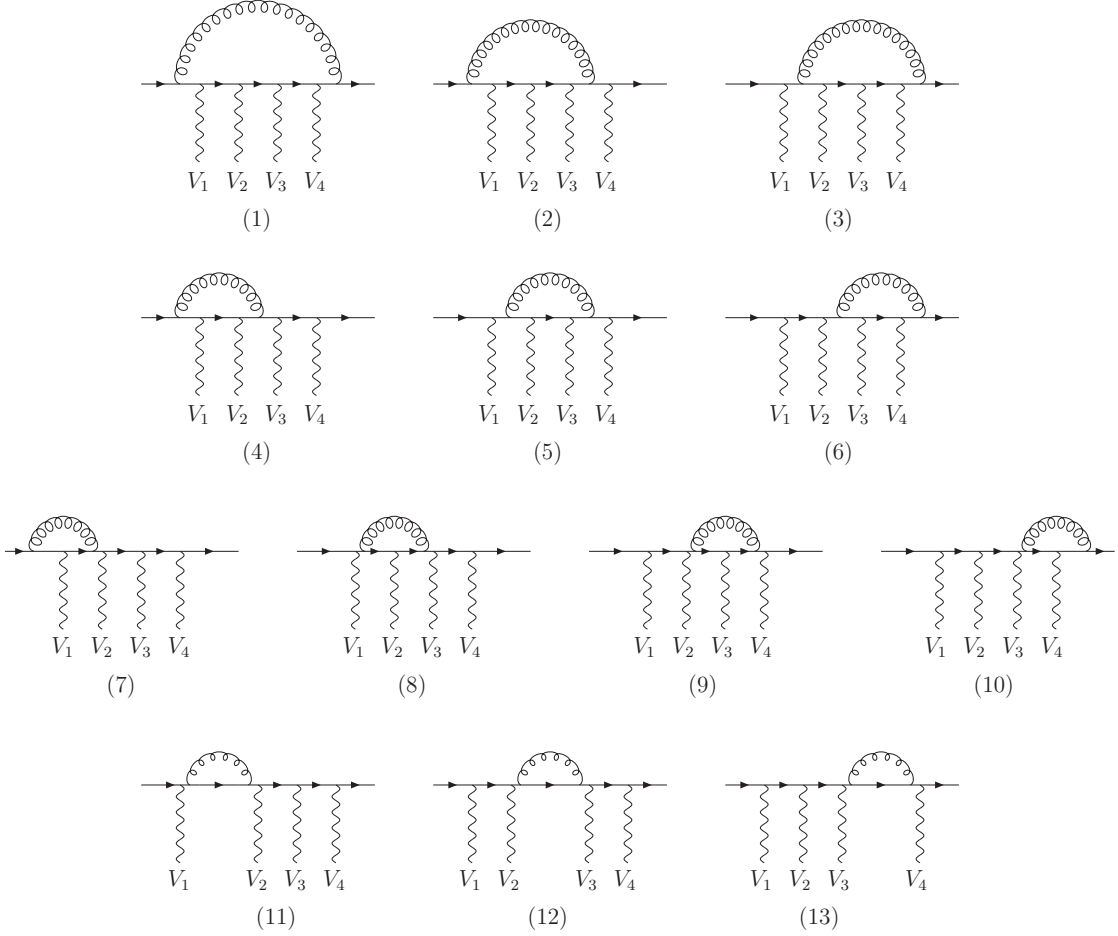 V₁ V₂ V₃ V₄ V₁ V₂ V₃ V₄ V₁ V₂ V₃ V₄
(1) (2) (3)
V₁ V₂ V₃ V₄ V₁ V₂ V₃ V₄ V₁ V₂ V₃ V₄
(4) (5) (6)
V₁ V₂ V₃ V₄ V₁ V₂ V₃ V₄ V₁ V₂ V₃ V₄ V₁ V₂ V₃ V₄
(7) (8) (9) (10)
V₁ V₂ V₃ V₄ V₁ V₂ V₃ V₄ V₁ V₂ V₃ V₄
(11) (12) (13)